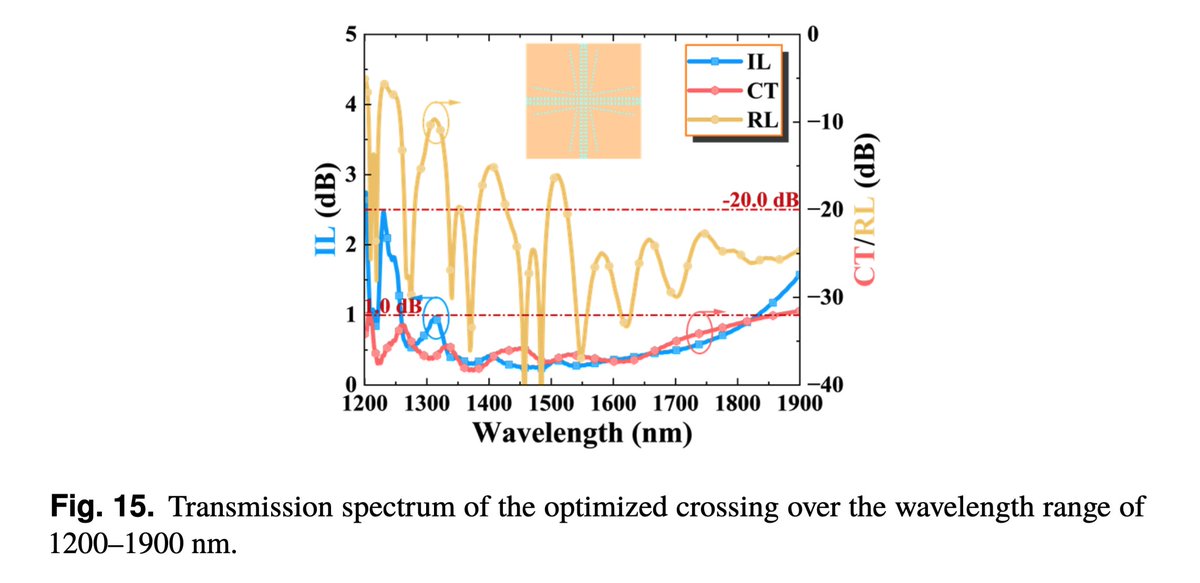 5
4
3
2
1
0
IL (dB)
0
−10
−20
−30
−40
CT/RL (dB)
IL
CT
RL
-20.0 dB
1.0 dB
1200 1300 1400 1500 1600 1700 1800 1900
Wavelength (nm)
Fig. 15. Transmission spectrum of the optimized crossing over the wavelength range of
1200–1900 nm.